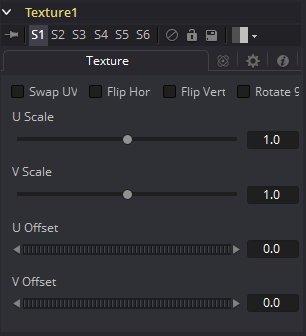 Texture1
S1 S2 S3 S4 S5 S6
Texture
Swap UV Flip Hor Flip Vert Rotate 9
U Scale
1.0
V Scale
1.0
U Offset
0.0
V Offset
0.0